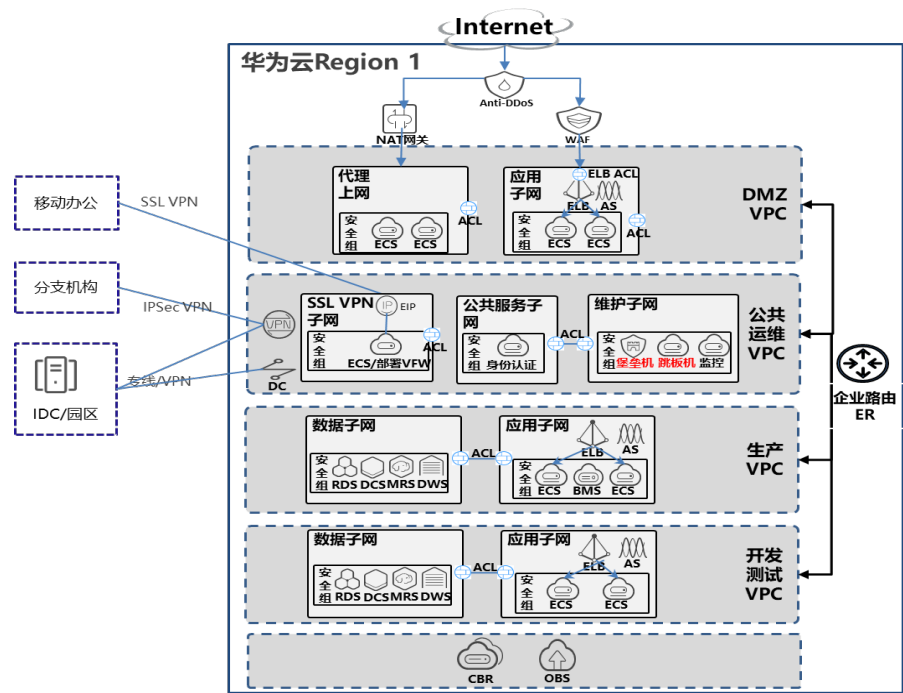 Internet
华为云Region 1
Anti-DDoS
NAT网关
WAF
代理
上网
安全组
ECS
ECS
ACL
应用
子网
ELB ACL
ELB
AS
安全组
ECS
ECS
ACL
DMZ
VPC
移动办公
SSL VPN
分支机构
IPSec VPN
IDC/园区
专线/VPN
VPN
DC
SSL VPN
子网
IP
EIP
安全组
ECS/部署VFW
ACL
公共服务子
网
安全组
身份认证
ACL
维护子网
安全组
堡垒机
跳板机
监控
公共
运维
VPC
企业路由
ER
数据子网
安全组
RDS
DCS
MRS
DWS
ACL
应用子网
ELB
AS
安全组
ECS
BMS
ECS
生产
VPC
数据子网
安全组
RDS
DCS
MRS
DWS
ACL
应用子网
ELB
AS
安全组
ECS
ECS
开发
测试
VPC
CBR
OBS